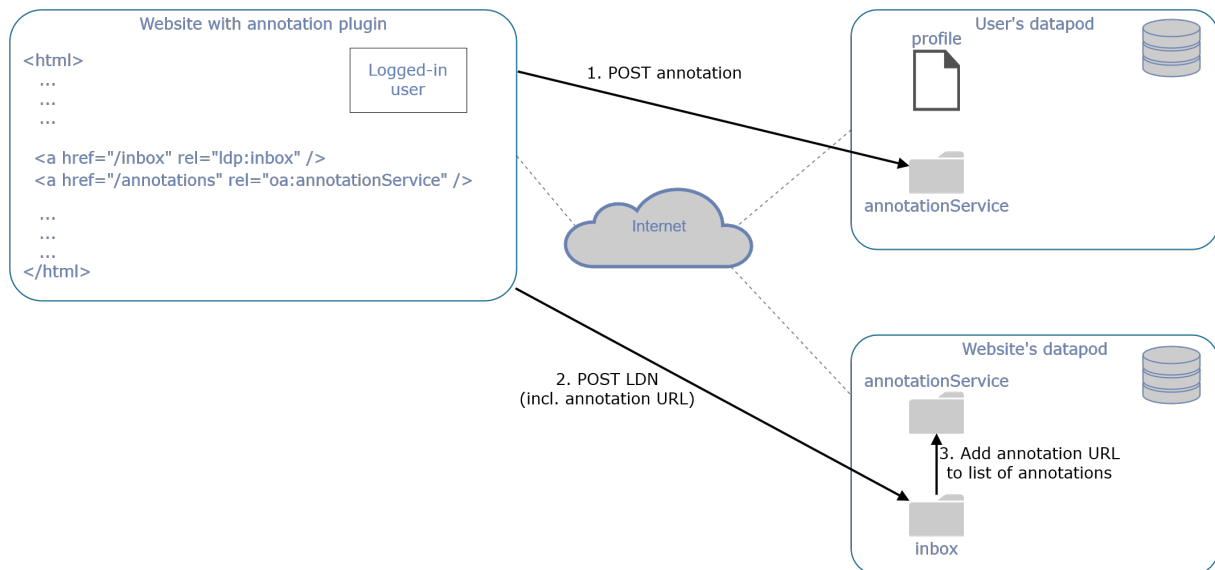 Website with annotation plugin
<html>
...
...
...
Logged-in
user
<a href="/inbox" rel="ldp:inbox" />
<a href="/annotations" rel="oa:annotationService" />
...
...
...
</html>
1. POST annotation
Internet
2. POST LDN
(incl. annotation URL)
User's datapod
profile
annotationService
Website's datapod
annotationService
3. Add annotation URL
to list of annotations
inbox